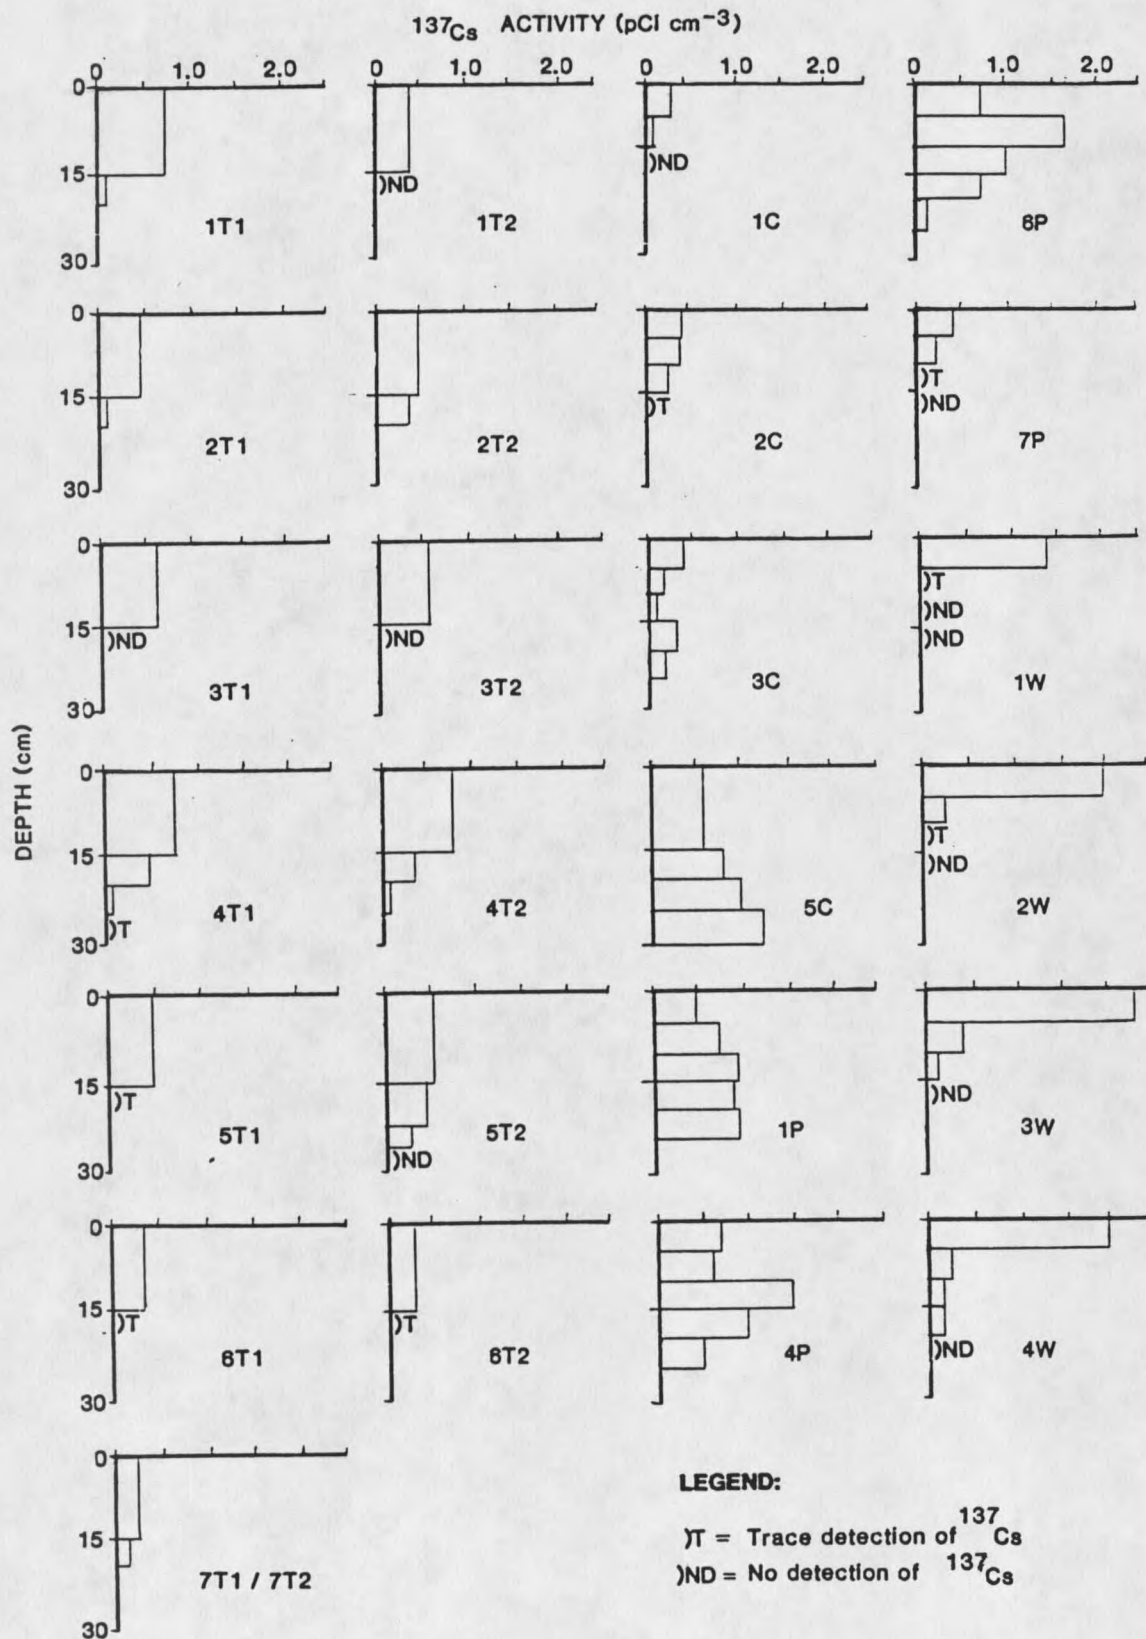 137Cs ACTIVITY (pCi cm-3)
0 1.0 2.0 0 1.0 2.0 0 1.0 2.0 0 1.0 2.0
0
15
30
1T1
)ND
1T2
)ND
1C
6P
0
15
30
2T1
2T2
)T
2C
)T
)ND
7P
0
15
30
)ND
3T1
)ND
3T2
3C
)T
)ND
)ND
1W
DEPTH (cm)
0
15
30
)T
4T1
4T2
5C
)T
)ND
2W
0
15
30
)T
5T1
)ND
5T2
1P
)ND
3W
0
15
30
)T
6T1
)T
6T2
4P
)ND
4W
0
15
30
7T1 / 7T2
LEGEND:
)T = Trace detection of 137Cs
)ND = No detection of 137Cs